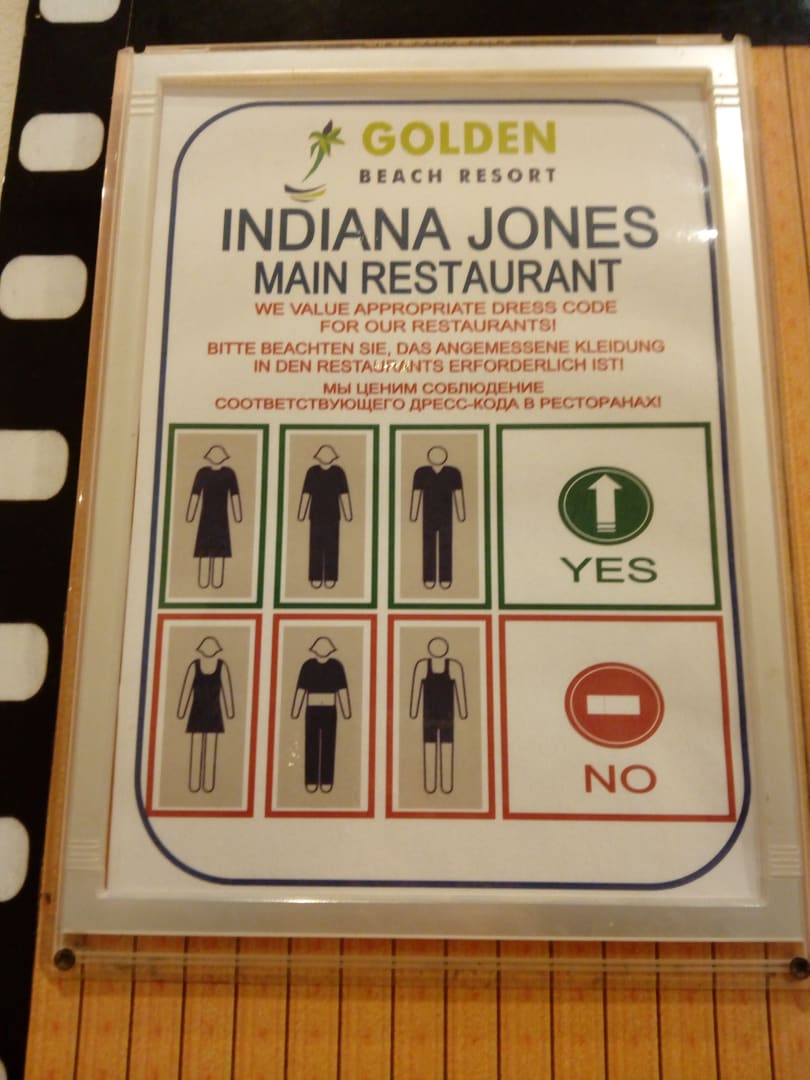 GOLDEN
BEACH RESORT
INDIANA JONES
MAIN RESTAURANT
WE VALUE APPROPRIATE DRESS CODE
FOR OUR RESTAURANTS!
BITTE BEACHTEN SIE, DAS ANGEMESSENE KLEIDUNG
IN DEN RESTAURANTS ERFORDERLICH IST!
МЫ ЦЕНИМ СОБЛЮДЕНИЕ
СООТВЕТСТВУЮЩЕГО ДРЕСС-КОДА В РЕСТОРАНАХ!
YES
NO